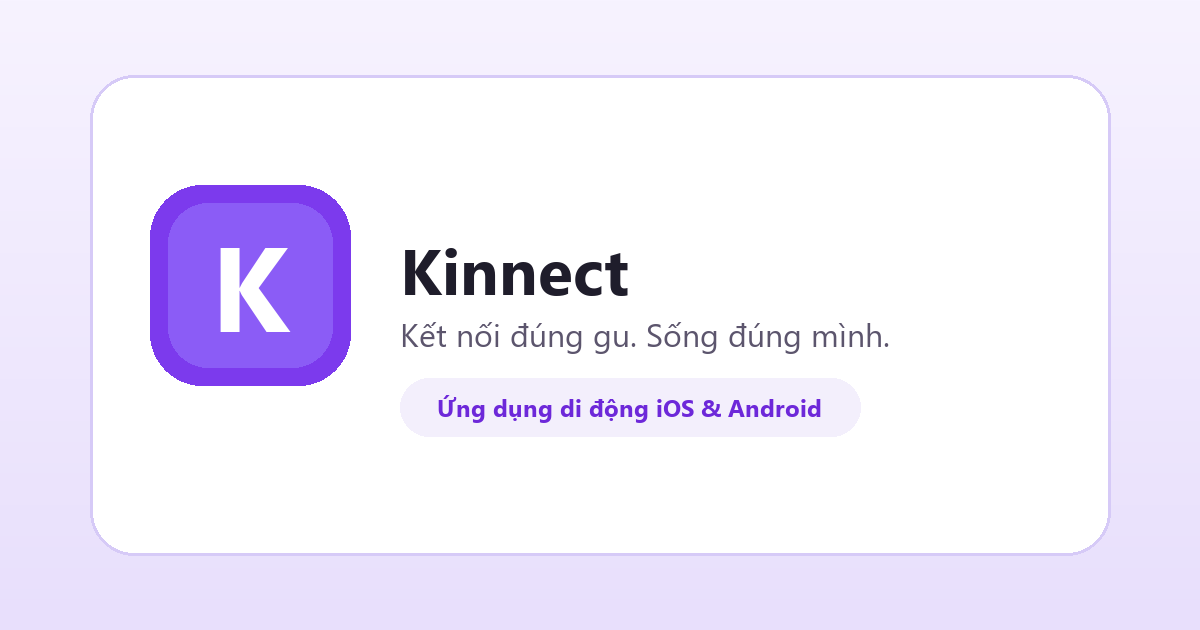 K
Kinnect
Kết nối đúng gu. Sống đúng mình.
Ứng dụng di động iOS & Android